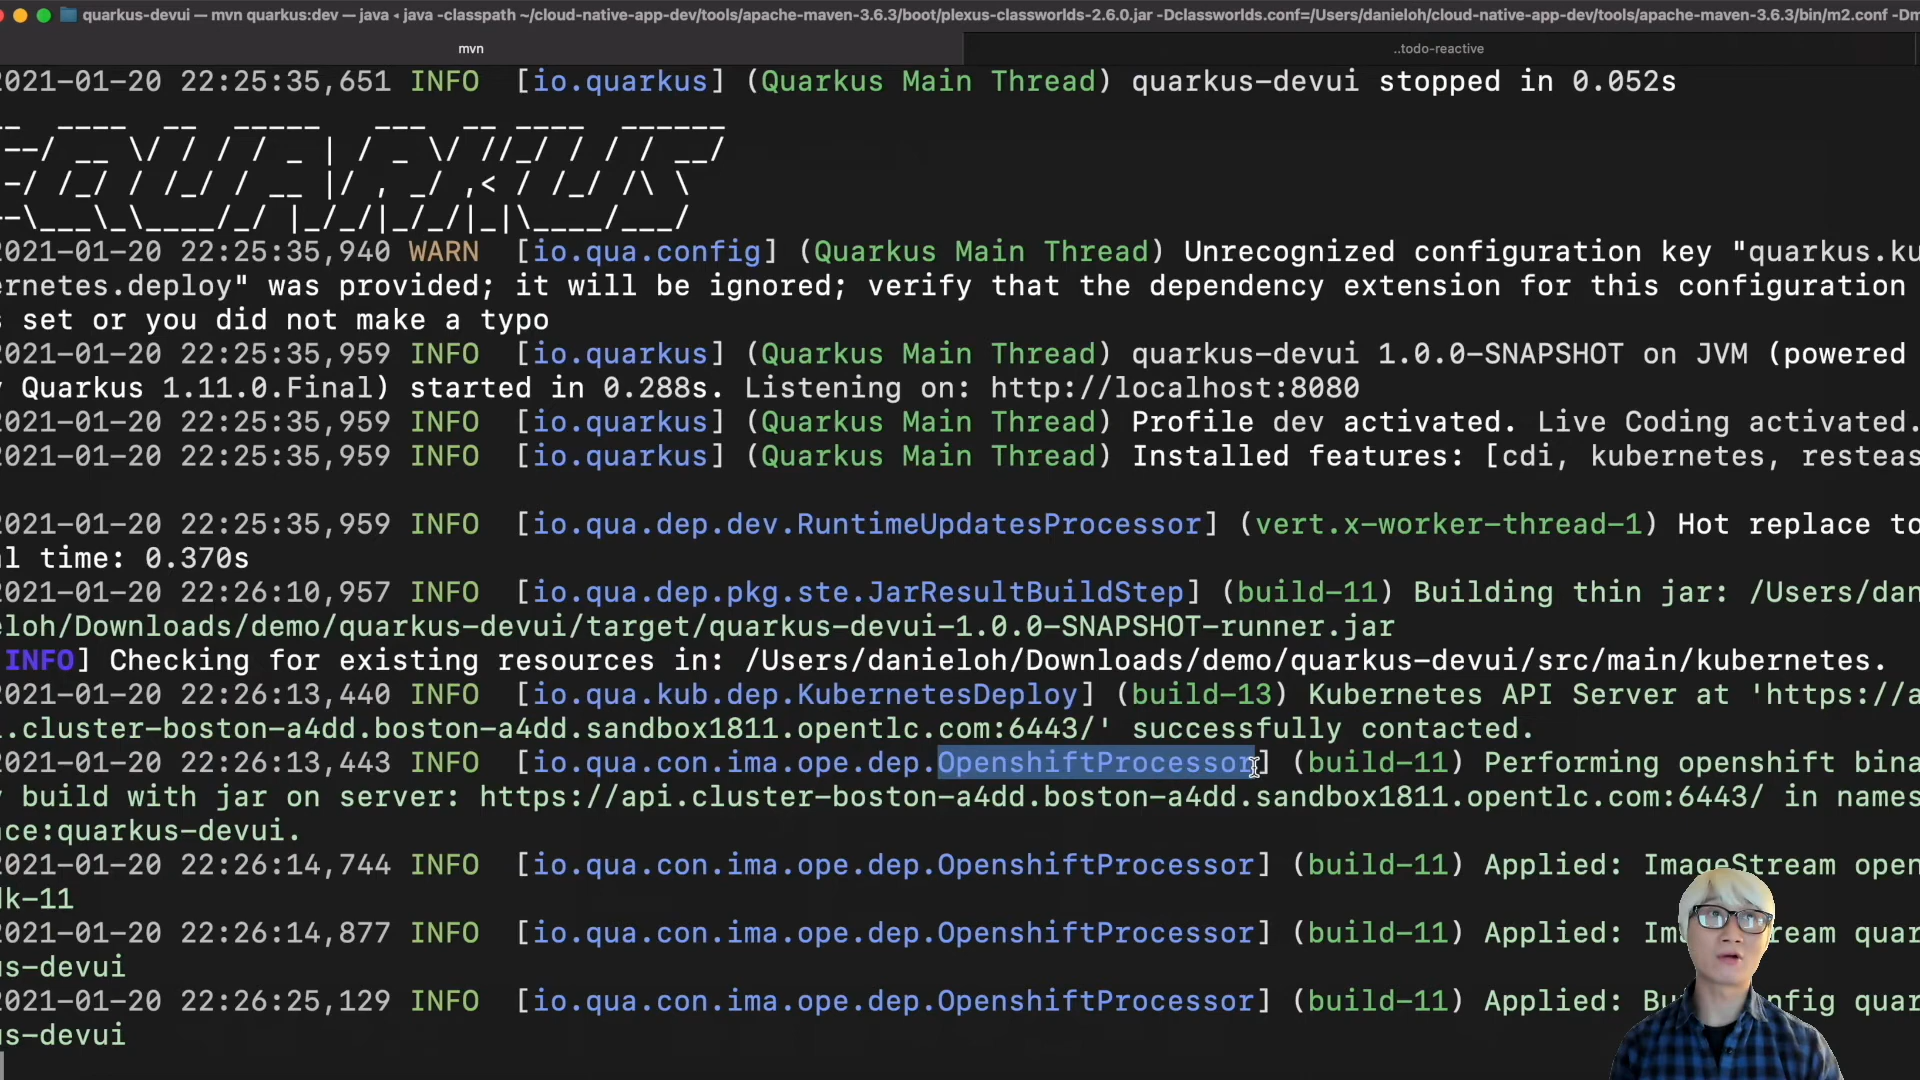 quarkus-devui — mvn quarkus:dev — java ◂ java -classpath ~/cloud-native-app-dev/tools/apache-maven-3.6.3/boot/plexus-classworlds-2.6.0.jar -Dclassworlds.conf=/Users/danieloh/cloud-native-app-dev/tools/apache-maven-3.6.3/bin/m2.conf -Dm
mvn
..todo-reactive
2021-01-20 22:25:35,651 INFO  [io.quarkus] (Quarkus Main Thread) quarkus-devui stopped in 0.052s
QUARKUS
2021-01-20 22:25:35,940 WARN  [io.qua.config] (Quarkus Main Thread) Unrecognized configuration key "quarkus.ku
ernetes.deploy" was provided; it will be ignored; verify that the dependency extension for this configuration
s set or you did not make a typo
2021-01-20 22:25:35,959 INFO  [io.quarkus] (Quarkus Main Thread) quarkus-devui 1.0.0-SNAPSHOT on JVM (powered
y Quarkus 1.11.0.Final) started in 0.288s. Listening on: http://localhost:8080
2021-01-20 22:25:35,959 INFO  [io.quarkus] (Quarkus Main Thread) Profile dev activated. Live Coding activated.
2021-01-20 22:25:35,959 INFO  [io.quarkus] (Quarkus Main Thread) Installed features: [cdi, kubernetes, resteas
2021-01-20 22:25:35,959 INFO  [io.qua.dep.dev.RuntimeUpdatesProcessor] (vert.x-worker-thread-1) Hot replace to
al time: 0.370s
2021-01-20 22:26:10,957 INFO  [io.qua.dep.pkg.ste.JarResultBuildStep] (build-11) Building thin jar: /Users/dan
eloh/Downloads/demo/quarkus-devui/target/quarkus-devui-1.0.0-SNAPSHOT-runner.jar
INFO] Checking for existing resources in: /Users/danieloh/Downloads/demo/quarkus-devui/src/main/kubernetes.
2021-01-20 22:26:13,440 INFO  [io.qua.kub.dep.KubernetesDeploy] (build-13) Kubernetes API Server at 'https://a
.cluster-boston-a4dd.boston-a4dd.sandbox1811.opentlc.com:6443/' successfully contacted.
2021-01-20 22:26:13,443 INFO  [io.qua.con.ima.ope.dep.OpenshiftProcessor] (build-11) Performing openshift bina
y build with jar on server: https://api.cluster-boston-a4dd.boston-a4dd.sandbox1811.opentlc.com:6443/ in names
ce:quarkus-devui.
2021-01-20 22:26:14,744 INFO  [io.qua.con.ima.ope.dep.OpenshiftProcessor] (build-11) Applied: ImageStream open
dk-11
2021-01-20 22:26:14,877 INFO  [io.qua.con.ima.ope.dep.OpenshiftProcessor] (build-11) Applied: Im ream quar
us-devui
2021-01-20 22:26:25,129 INFO  [io.qua.con.ima.ope.dep.OpenshiftProcessor] (build-11) Applied: Bu nfig quar
us-devui